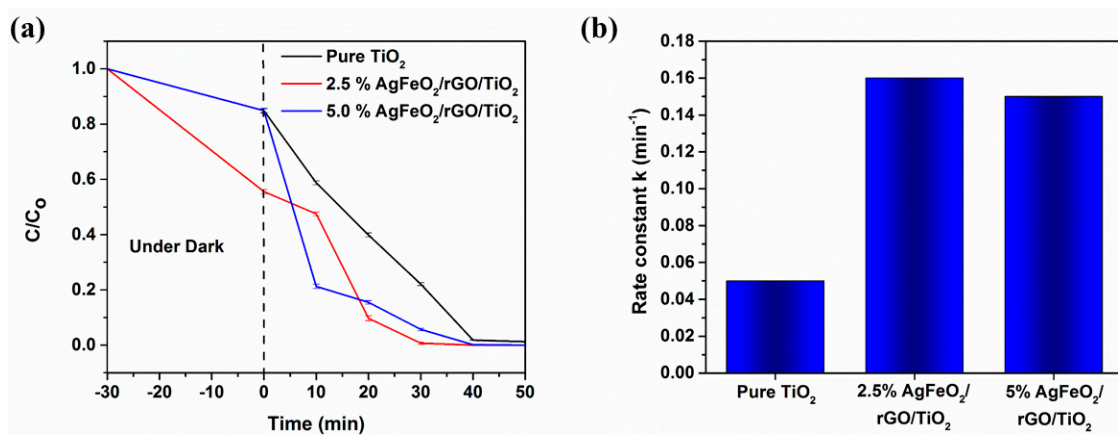 (a)
Pure TiO₂
2.5 % AgFeO₂/rGO/TiO₂
5.0 % AgFeO₂/rGO/TiO₂
1.0
0.8
0.6
0.4
0.2
0.0
C/Co
Under Dark
-30
-20
-10
0
10
20
30
40
50
Time (min)
(b)
0.18
0.16
0.14
0.12
0.10
0.08
0.06
0.04
0.02
0.00
Rate constant k (min⁻¹)
Pure TiO₂
2.5% AgFeO₂/
rGO/TiO₂
5% AgFeO₂/
rGO/TiO₂